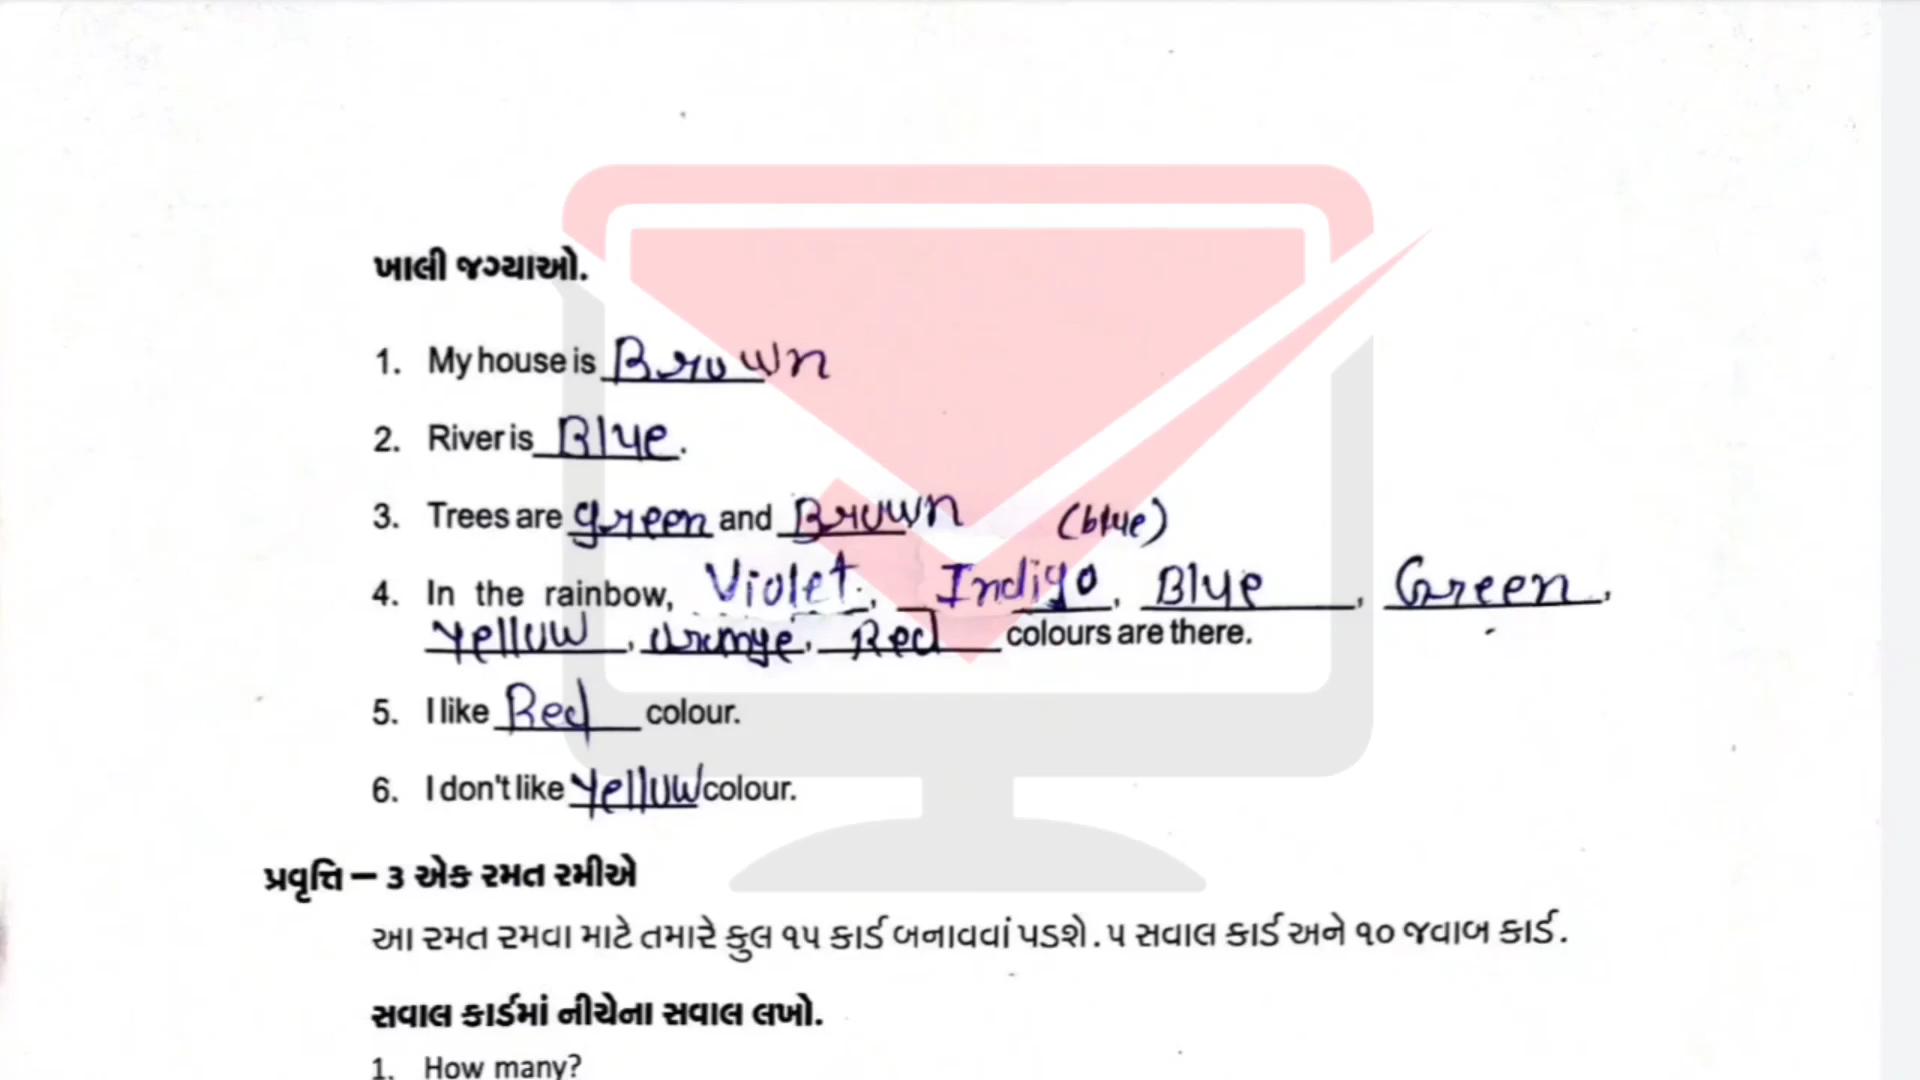 ખાલી જગ્યાઓ.
1. My house is Brown
2. River is Blue.
3. Trees are green and Brown (blue)
4. In the rainbow, Violet, Indigo, Blue, Green,
Yellow, Orange, Red colours are there.
5. I like Red colour.
6. I don't like Yellow colour.
પ્રવૃત્તિ – ૩ એક રમત રમીએ
આ રમત રમવા માટે તમારે કુલ ૧૫ કાર્ડ બનાવવાં પડશે. ૫ સવાલ કાર્ડ અને ૧૦ જવાબ કાર્ડ.
સવાલ કાર્ડમાં નીચેના સવાલ લખો.
1. How many?